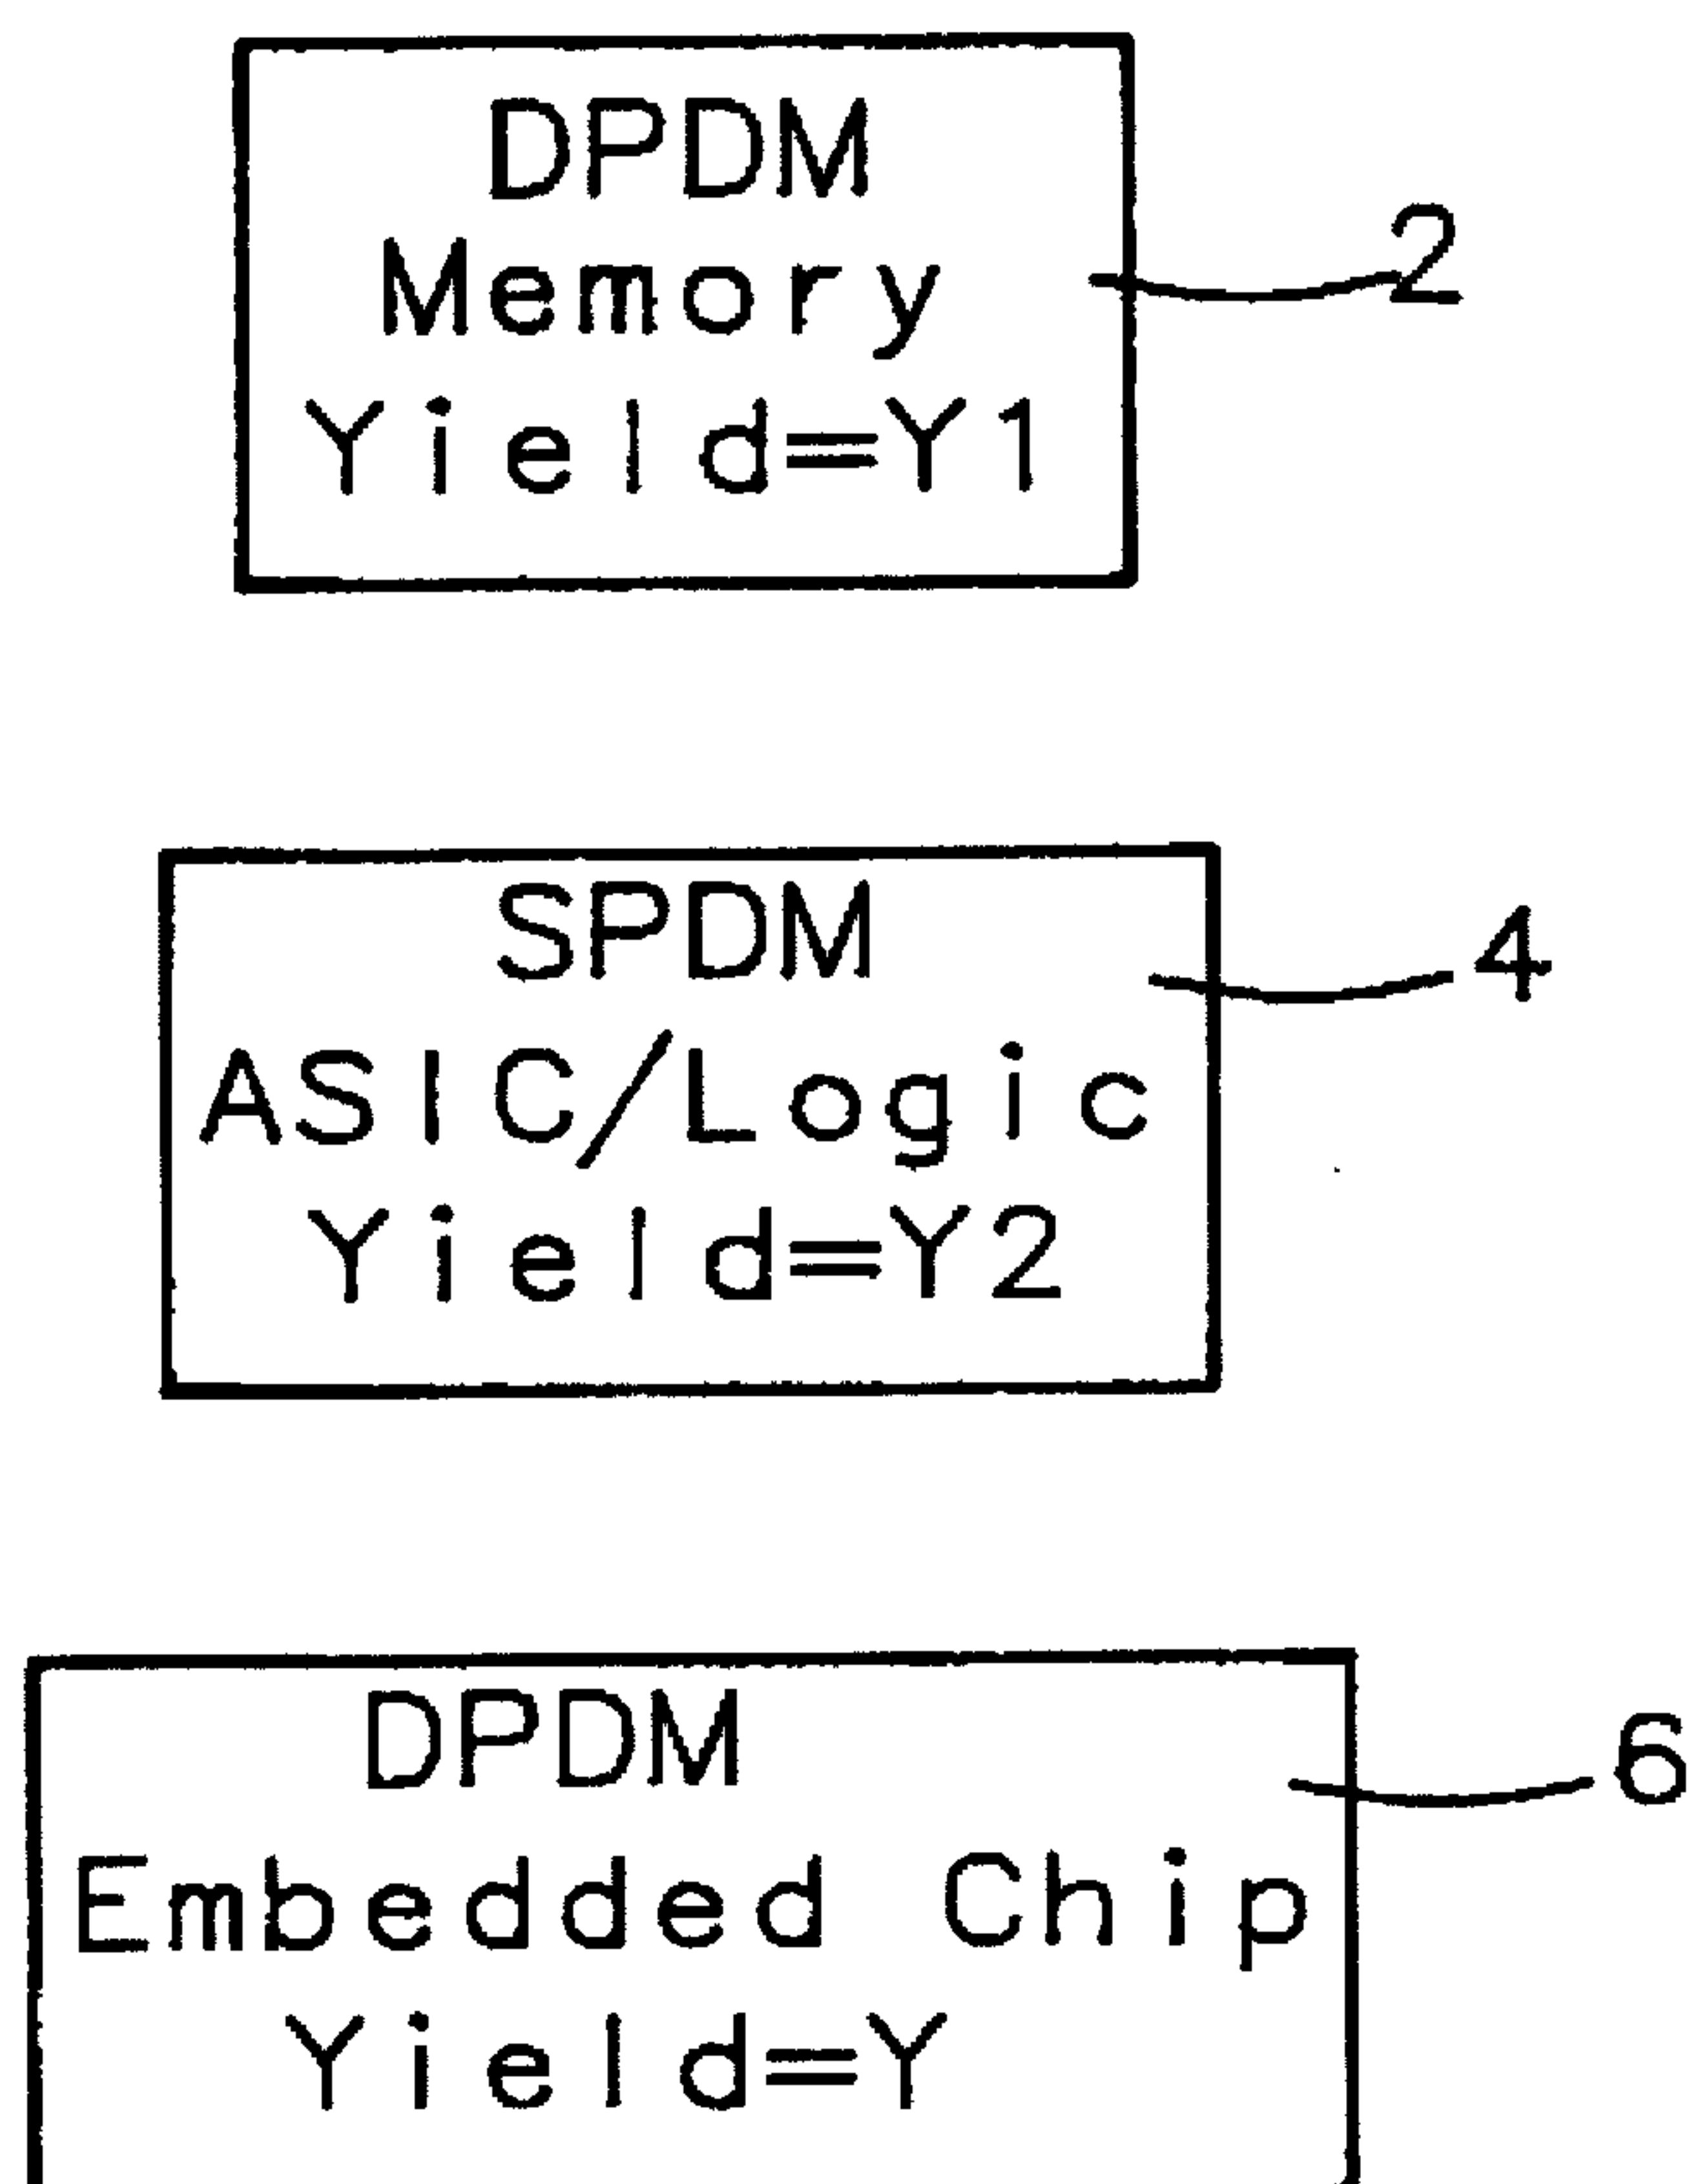 DPDM
Memory
Yield=Y1
2
SPDM
ASIC/Logic
Yield=Y2
4
DPDM
Embedded Chip
Yield=Y
6